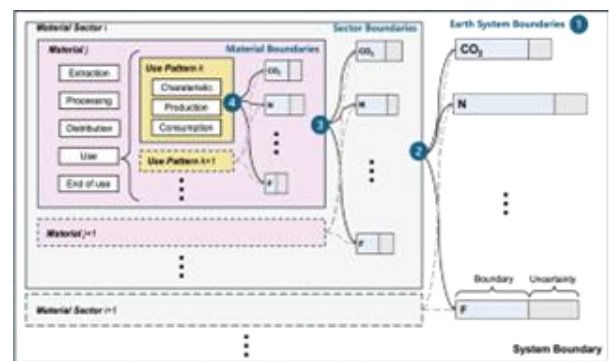 Material Sector i
Sector Boundaries
Earth System Boundaries 1
Material j
Material Boundaries
CO2
CO2
Extraction
Use Pattern k
CO2
Characteristic
Processing
4
N
N
N
Production
Distribution
Consumption
3
2
Use
Use Pattern k+1
F
End of use
Material j+1
F
Boundary
Uncertainty
Material Sector i+1
F
System Boundary